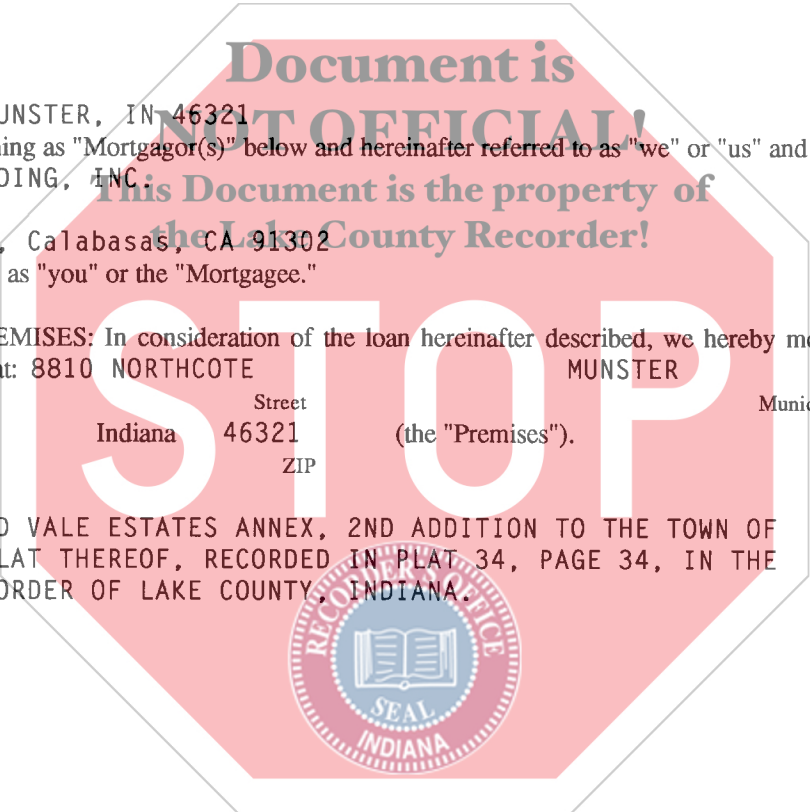 Document is
UNSTER, IN 46321
NOT OFFICIAL!
ning as "Mortgagor(s)" below and hereinafter referred to as "we" or "us" and
DING, INC.
This Document is the property of
, Calabasas, CA 91302
the Lake County Recorder!
as "you" or the "Mortgagee."
STOP
EMISES: In consideration of the loan hereinafter described, we hereby mo
at: 8810 NORTHCOTE MUNSTER
Street Munic
Indiana 46321 (the "Premises").
ZIP
D VALE ESTATES ANNEX, 2ND ADDITION TO THE TOWN OF
LAT THEREOF, RECORDED IN PLAT 34, PAGE 34, IN THE
ORDER OF LAKE COUNTY, INDIANA.
RECORDER'S OFFICE
SEAL
INDIANA